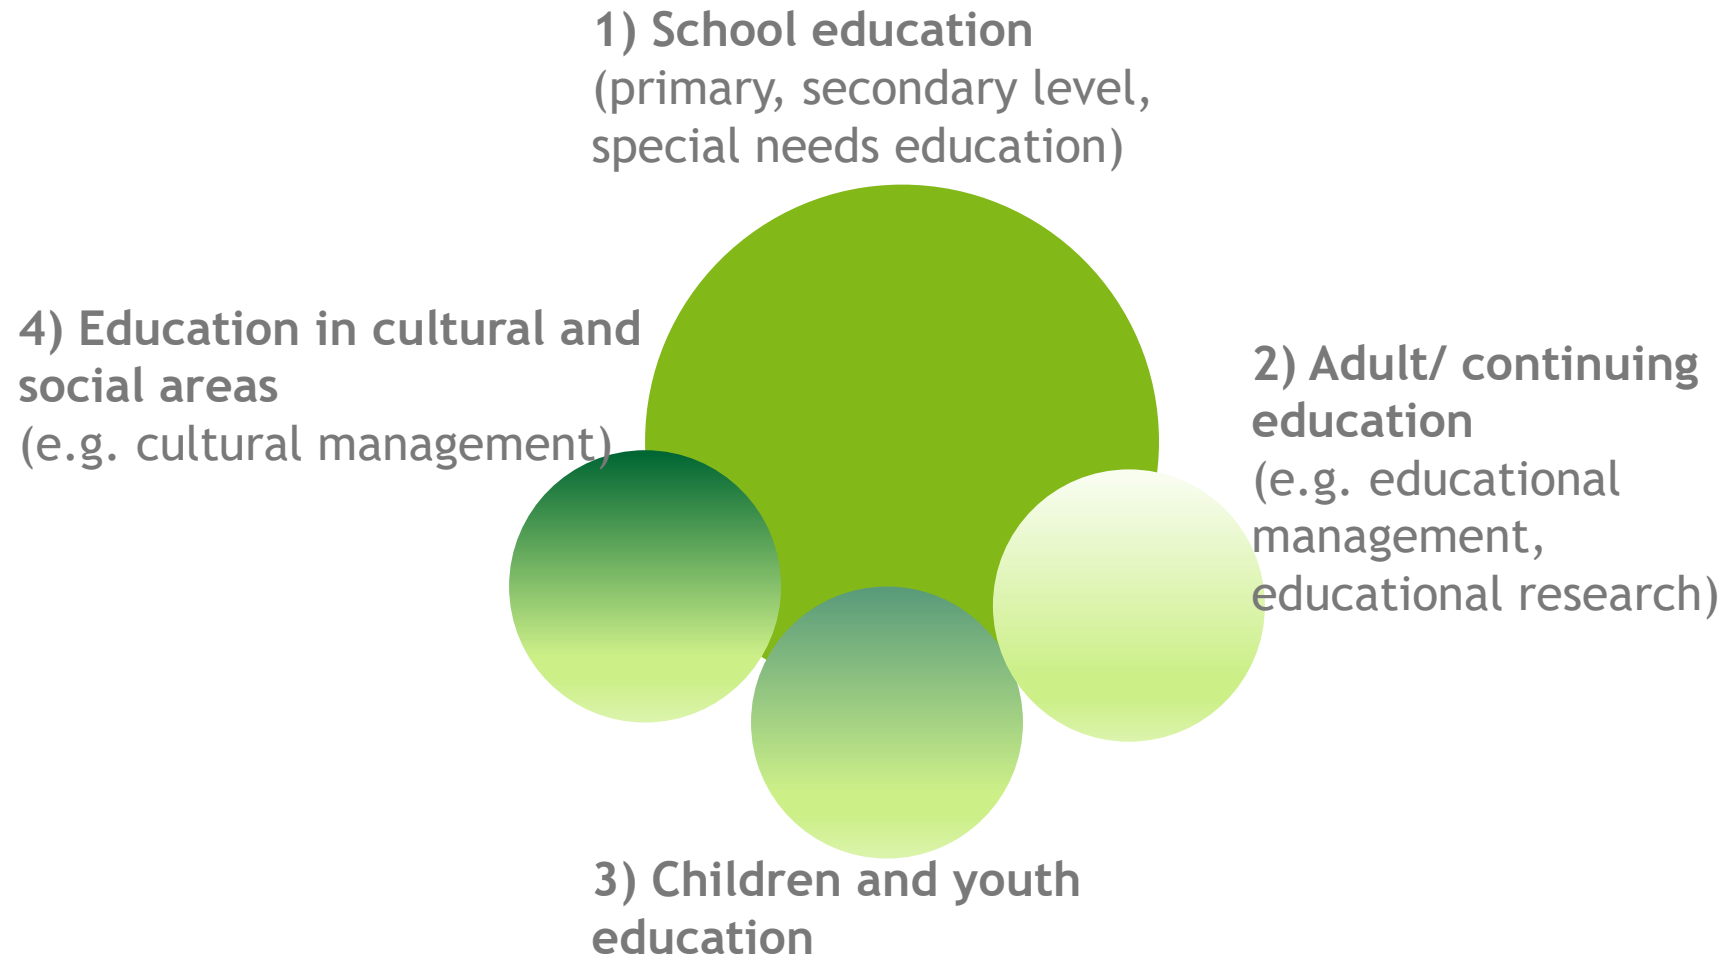 1) School education
(primary, secondary level,
special needs education)
4) Education in cultural and
social areas
(e.g. cultural management)
2) Adult/ continuing
education
(e.g. educational
management,
educational research)
3) Children and youth
education